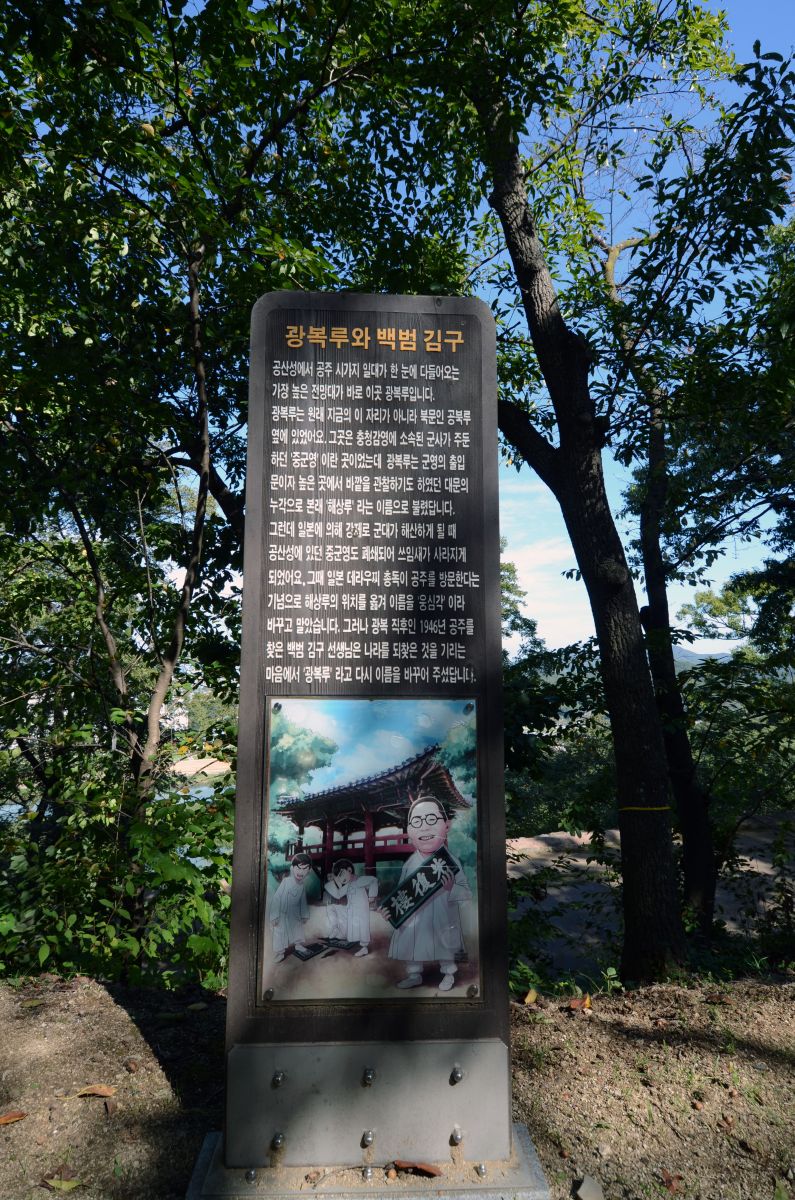 광복루와 백범 김구
공산성에서 공주 시가지 일대가 한 눈에 다들어오는
가장 높은 전망대가 바로 이곳 광복루입니다.
광복루는 원래 지금의 이 자리가 아니라 북문인 공북루
옆에 있었어요. 그곳은 충청감영에 소속된 군사가 주둔
하던 '중군영' 이란 곳이었는데 광복루는 군영의 출입
문이자 높은 곳에서 바깥을 관찰하기도 하였던 대문의
누각으로 본래 '해상루' 라는 이름으로 불렸답니다.
그런데 일본에 의해 강제로 군대가 해산하게 될 때
공산성에 있던 중군영도 폐쇄되어 쓰임새가 사라지게
되었어요. 그때 일본 데라우찌 총독이 공주를 방문한다는
기념으로 해상루의 위치를 옮겨 이름을 '웅심각' 이라
바꾸고 말았습니다. 그러나 광복 직후인 1946년 공주를
찾은 백범 김구 선생님은 나라를 되찾은 것을 기리는
마음에서 '광복루' 라고 다시 이름을 바꾸어 주셨답니다.
光復樓